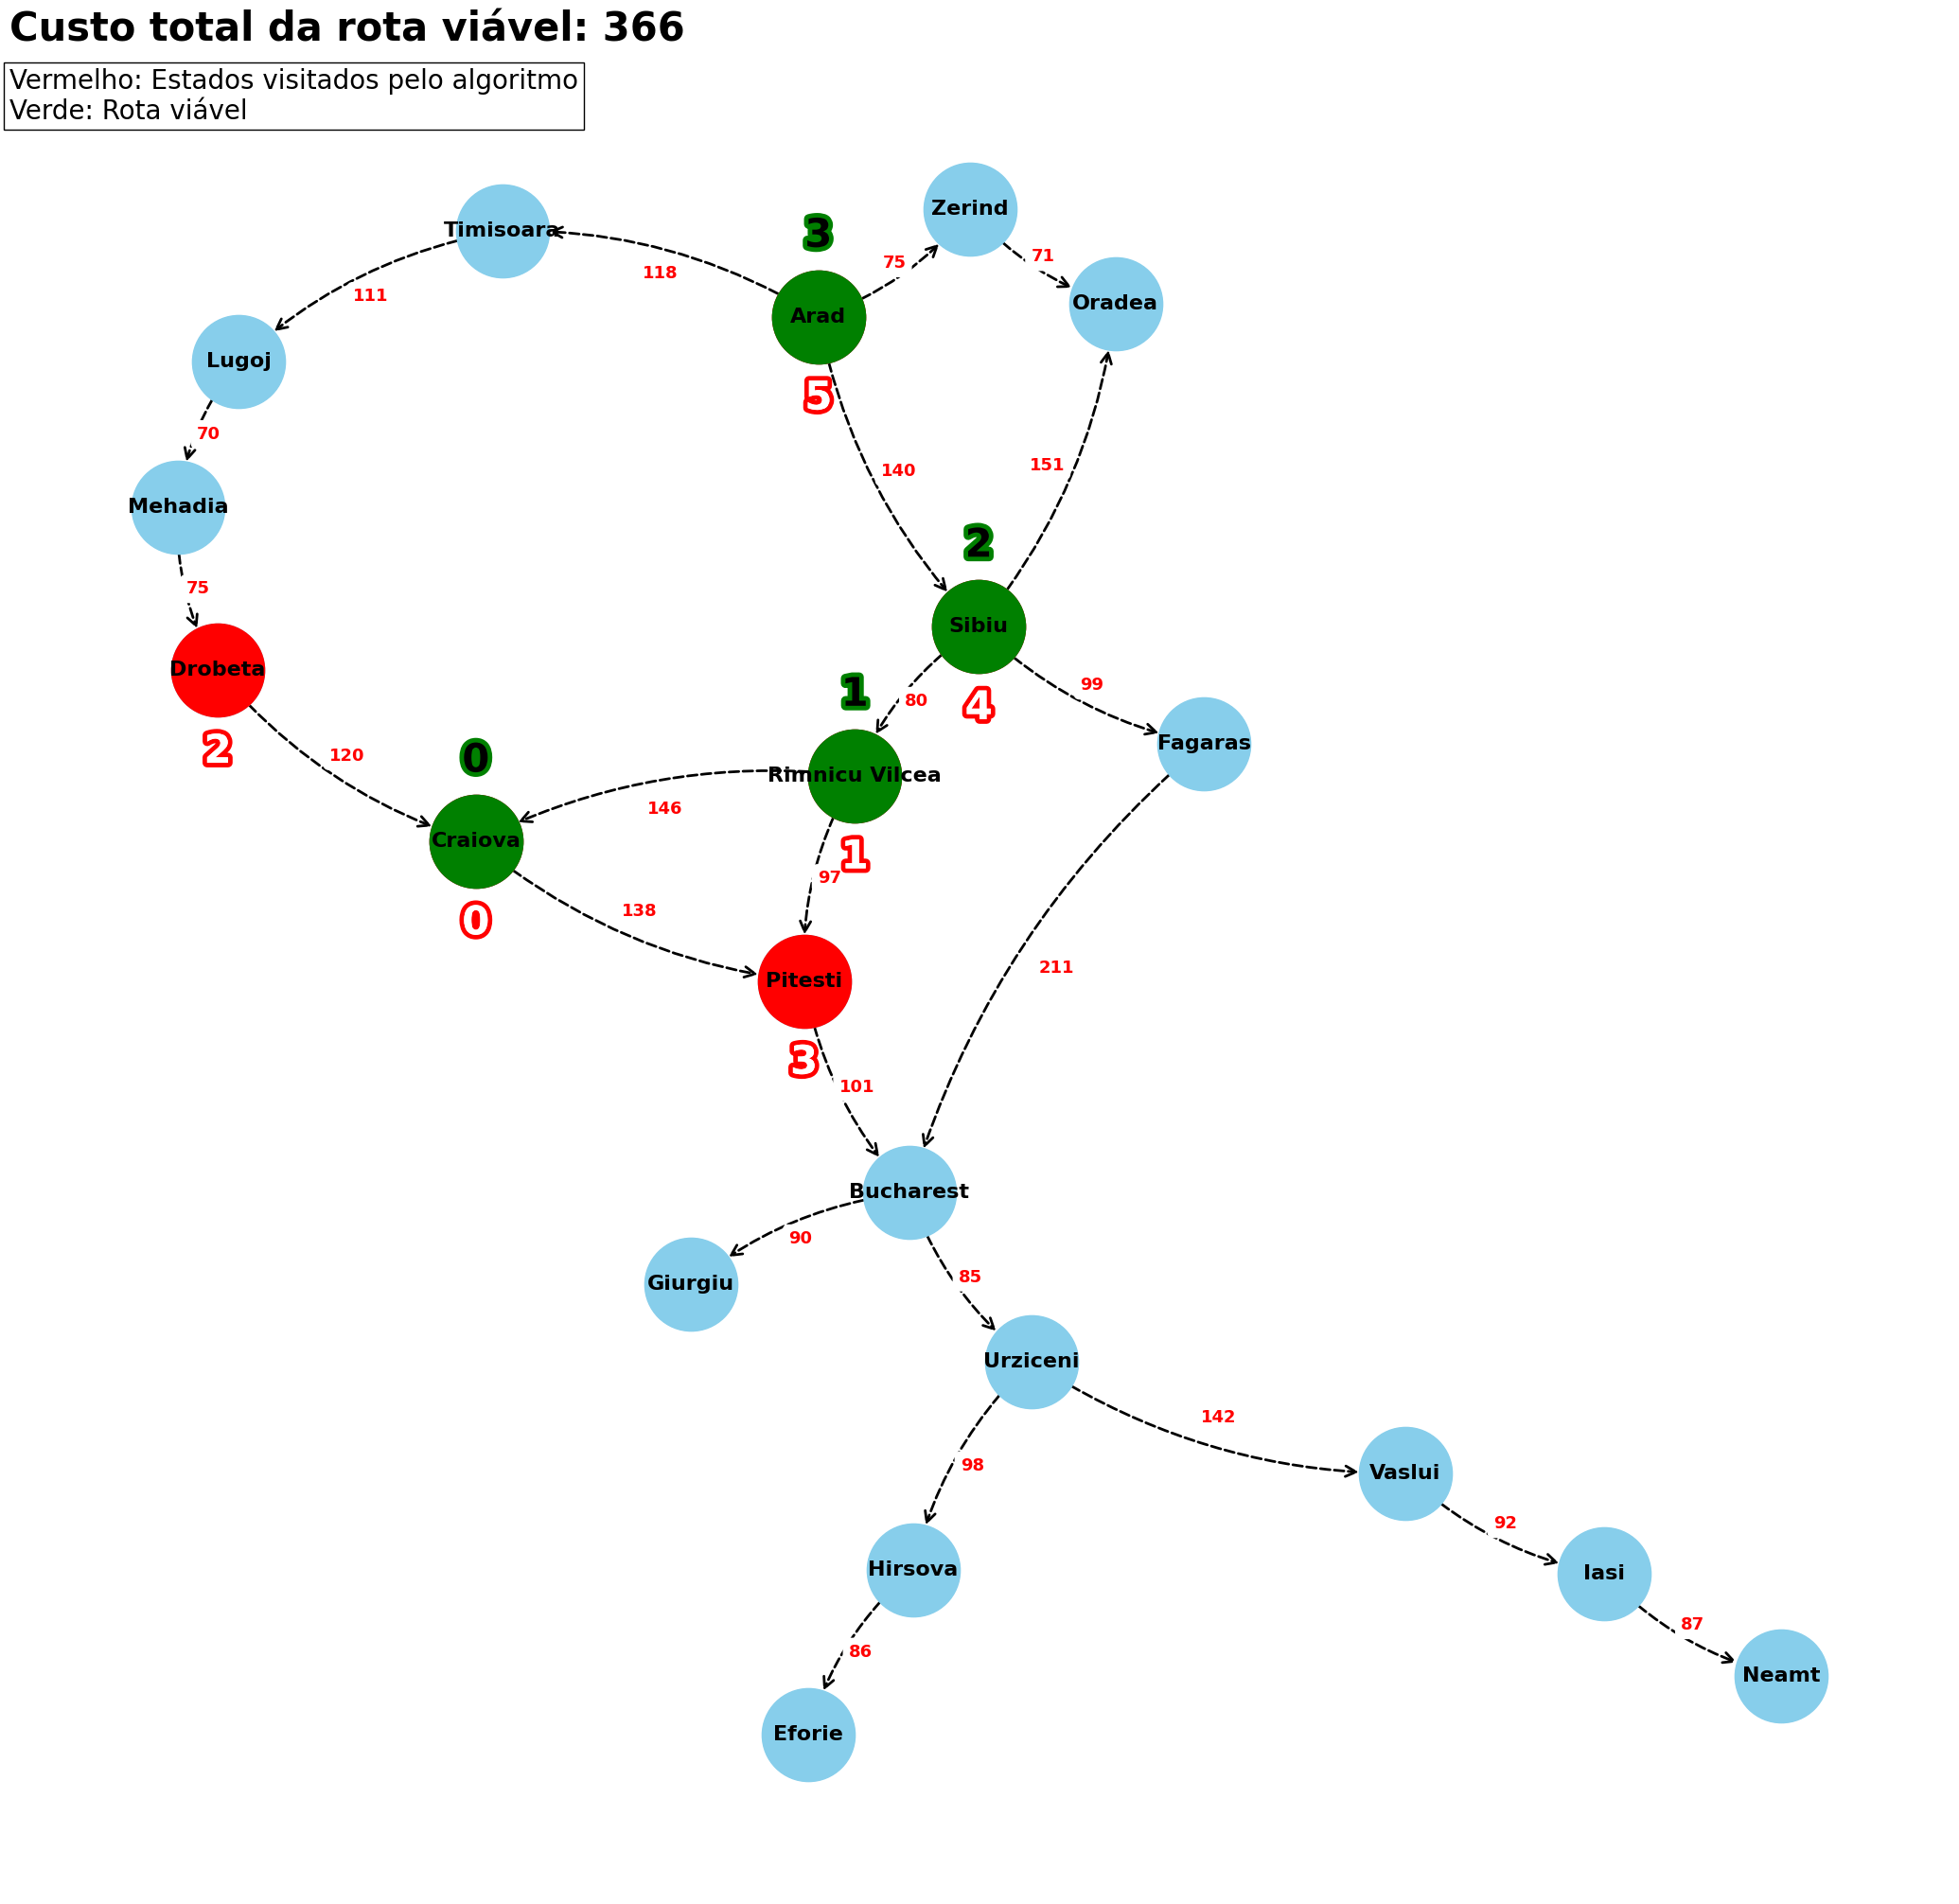 Custo total da rota viável: 366
Vermelho: Estados visitados pelo algoritmo
Verde: Rota viável
Zerind
Timisoara
3
75
71
118
Oradea
111
Arad
Lugoj
5
70
140
151
Mehadia
2
75
Sibiu
Drobeta
99
1
80
4
Fagaras
2
120
0
Rimnicu Vilcea
146
Craiova
1
97
138
0
211
Pitesti
3
101
Bucharest
90
85
Giurgiu
Urziceni
142
98
Vaslui
92
Hirsova
Iasi
86
87
Neamt
Eforie